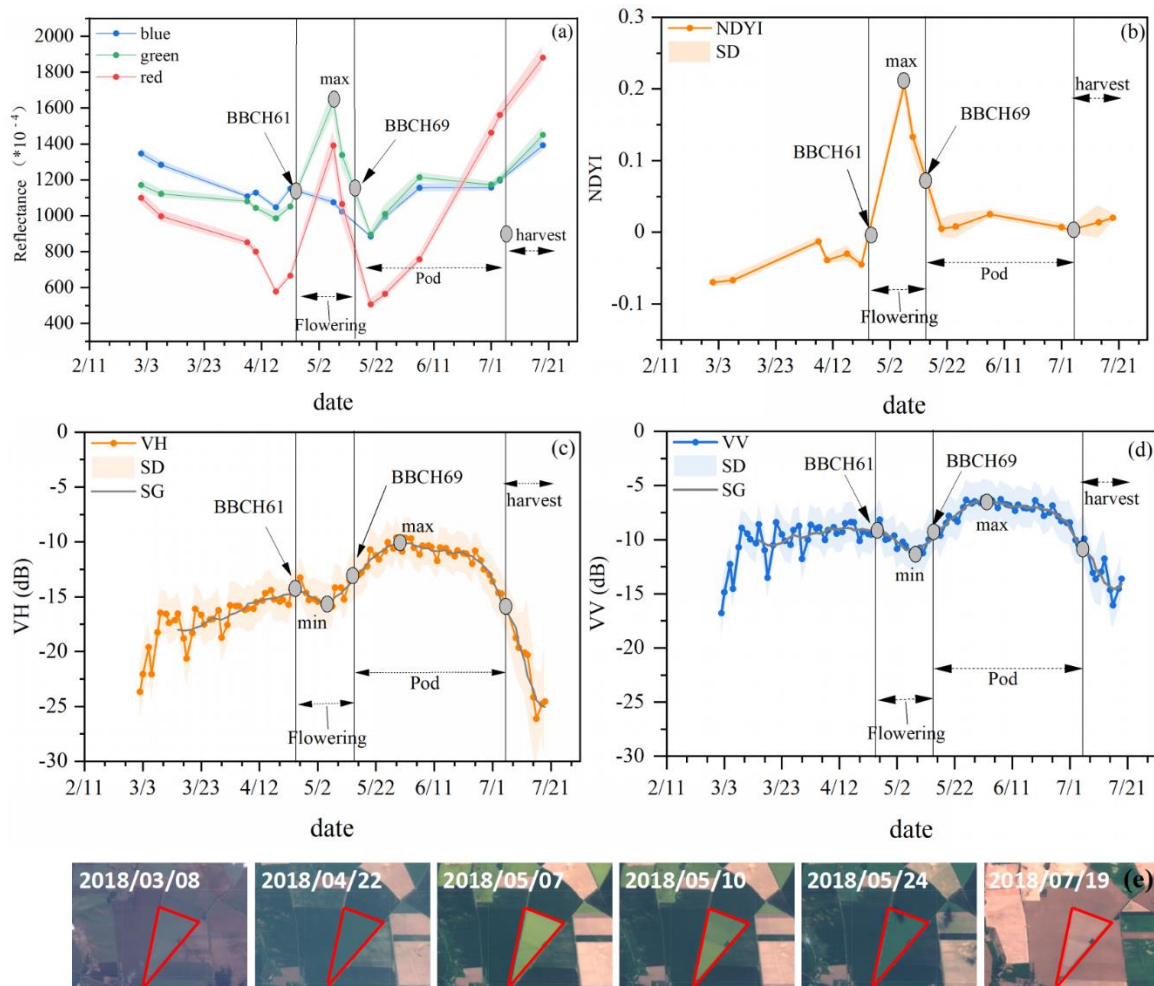 (a)
blue
green
red
max
BBCH61
BBCH69
harvest
Pod
Flowering
Reflectance (*10⁻⁴)
2000
1800
1600
1400
1200
1000
800
600
400
2/11 3/3 3/23 4/12 5/2 5/22 6/11 7/1 7/21
date
(b)
NDYI
SD
max
harvest
BBCH69
BBCH61
Pod
Flowering
NDYI
0.3
0.2
0.1
0
-0.1
2/11 3/3 3/23 4/12 5/2 5/22 6/11 7/1 7/21
date
(c)
VH
SD
SG
BBCH61
BBCH69
harvest
max
min
Pod
Flowering
VH (dB)
0
-5
-10
-15
-20
-25
-30
2/11 3/3 3/23 4/12 5/2 5/22 6/11 7/1 7/21
date
(d)
VV
SD
SG
BBCH61
BBCH69
harvest
max
min
Pod
Flowering
VV (dB)
0
-5
-10
-15
-20
-25
-30
2/11 3/3 3/23 4/12 5/2 5/22 6/11 7/1 7/21
date
2018/03/08 2018/04/22 2018/05/07 2018/05/10 2018/05/24 2018/07/19 (e)